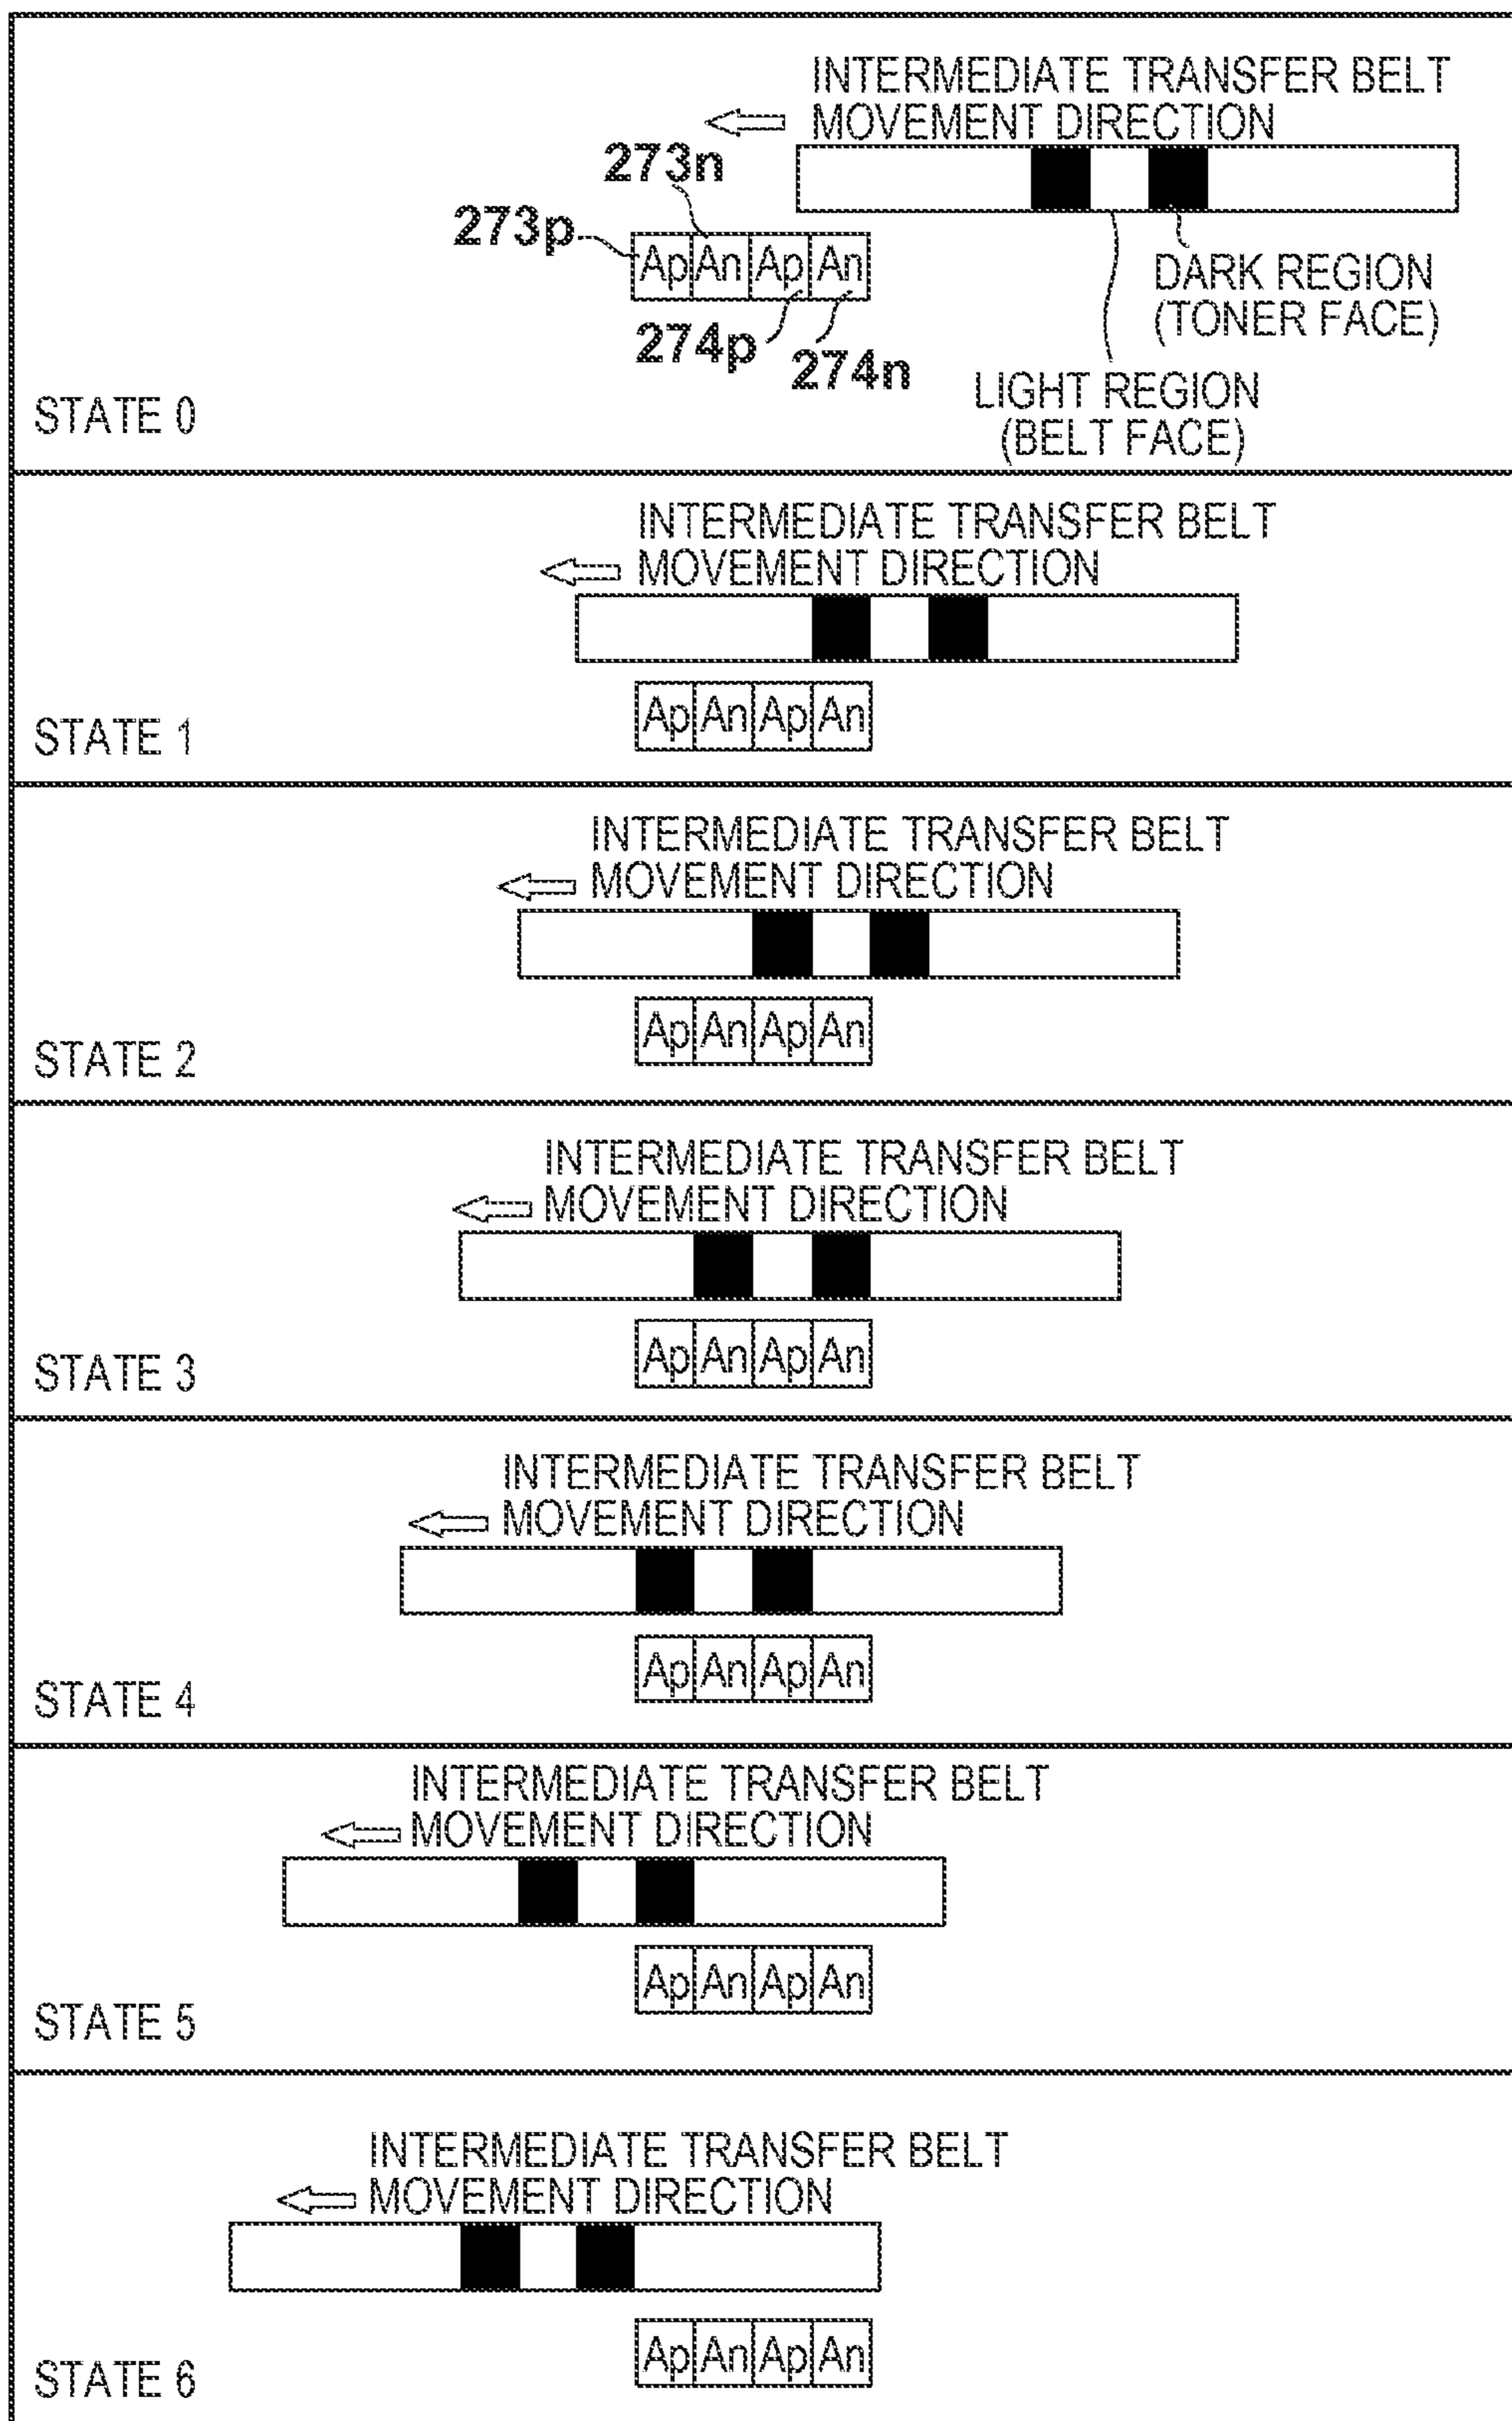 INTERMEDIATE TRANSFER BELT
MOVEMENT DIRECTION
273n
273p
Ap An Ap An
DARK REGION
(TONER FACE)
274p
274n
LIGHT REGION
(BELT FACE)
STATE 0
INTERMEDIATE TRANSFER BELT
MOVEMENT DIRECTION
Ap An Ap An
STATE 1
INTERMEDIATE TRANSFER BELT
MOVEMENT DIRECTION
Ap An Ap An
STATE 2
INTERMEDIATE TRANSFER BELT
MOVEMENT DIRECTION
Ap An Ap An
STATE 3
INTERMEDIATE TRANSFER BELT
MOVEMENT DIRECTION
Ap An Ap An
STATE 4
INTERMEDIATE TRANSFER BELT
MOVEMENT DIRECTION
Ap An Ap An
STATE 5
INTERMEDIATE TRANSFER BELT
MOVEMENT DIRECTION
Ap An Ap An
STATE 6